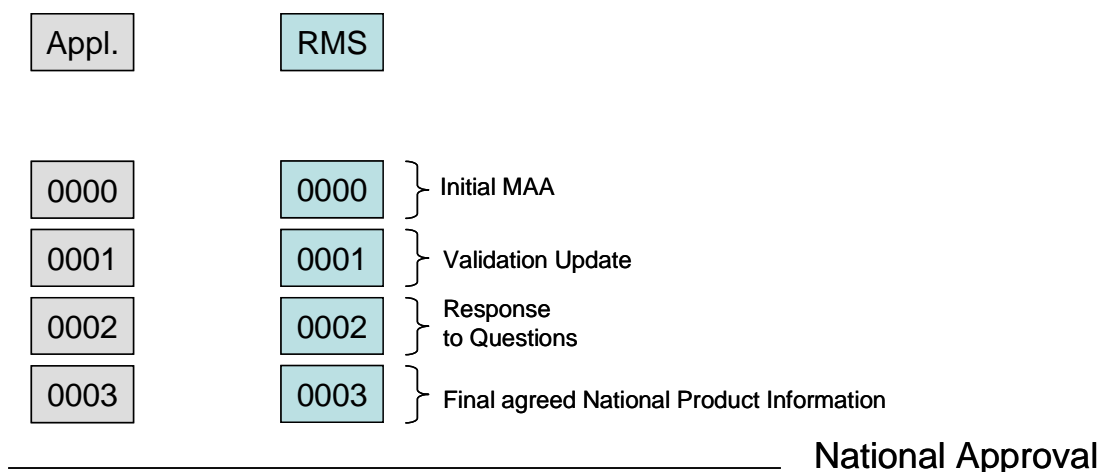 Appl. RMS
0000 0000 Initial MAA
0001 0001 Validation Update
0002 0002 Response
to Questions
0003 0003 Final agreed National Product Information
National Approval